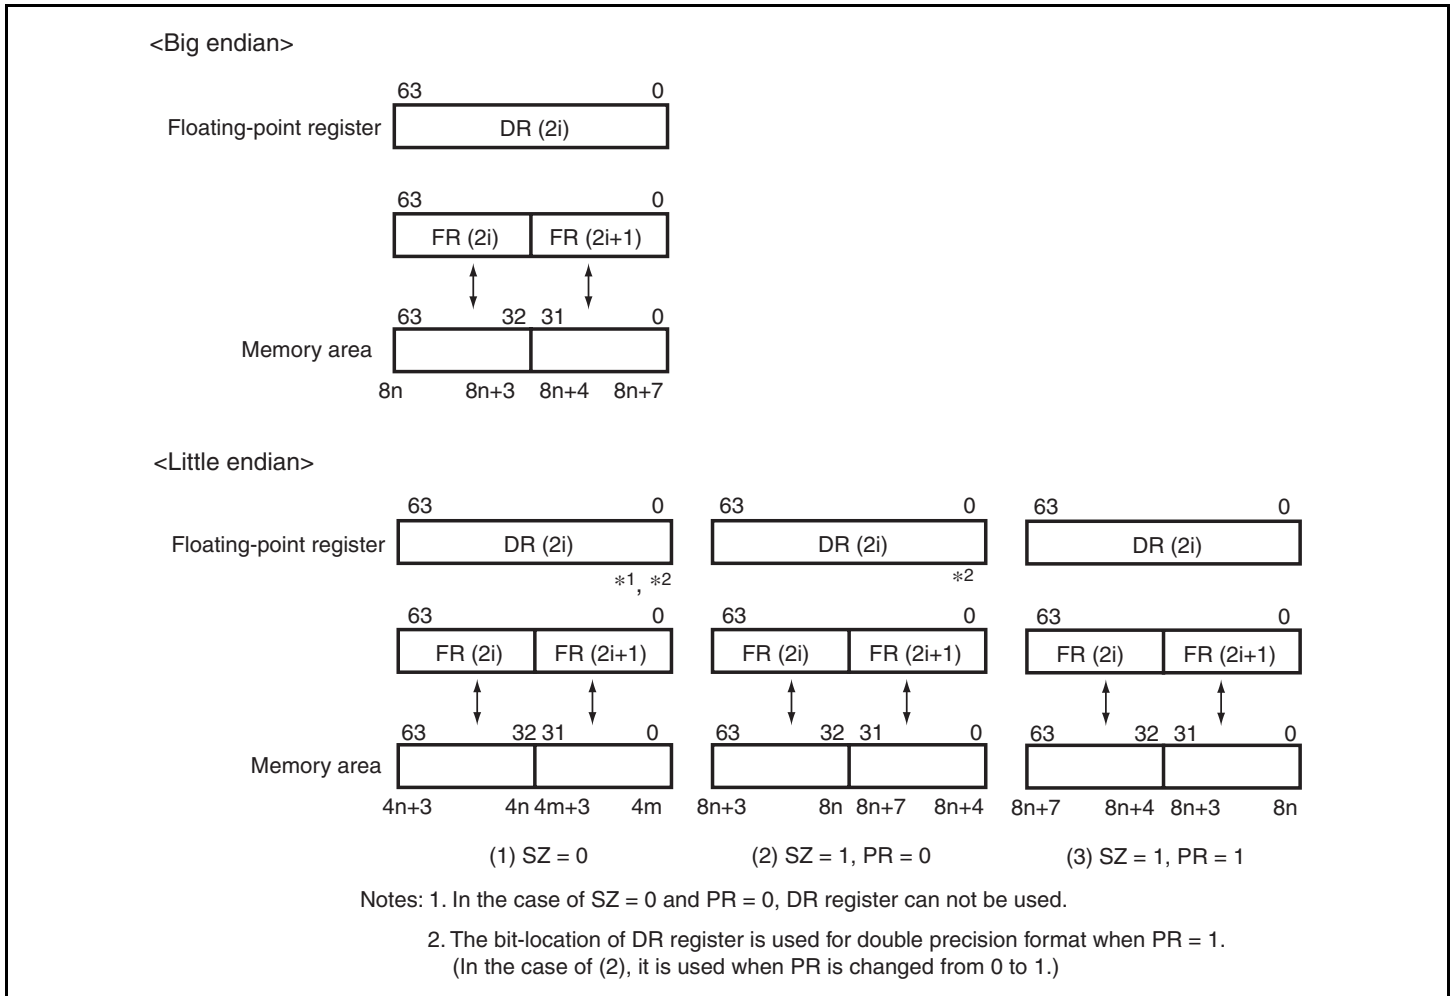 <Big endian>
63 0
Floating-point register DR (2i)
63 0
FR (2i) FR (2i+1)
63 32 31 0
Memory area
8n 8n+3 8n+4 8n+7
<Little endian>
63 0 63 0 63 0
Floating-point register DR (2i) DR (2i) DR (2i)
*1, *2 *2
63 0 63 0 63 0
FR (2i) FR (2i+1) FR (2i) FR (2i+1) FR (2i) FR (2i+1)
63 32 31 0 63 32 31 0 63 32 31 0
Memory area
4n+3 4n 4m+3 4m 8n+3 8n 8n+7 8n+4 8n+7 8n+4 8n+3 8n
(1) SZ = 0 (2) SZ = 1, PR = 0 (3) SZ = 1, PR = 1
Notes: 1. In the case of SZ = 0 and PR = 0, DR register can not be used.
2. The bit-location of DR register is used for double precision format when PR = 1.
(In the case of (2), it is used when PR is changed from 0 to 1.)